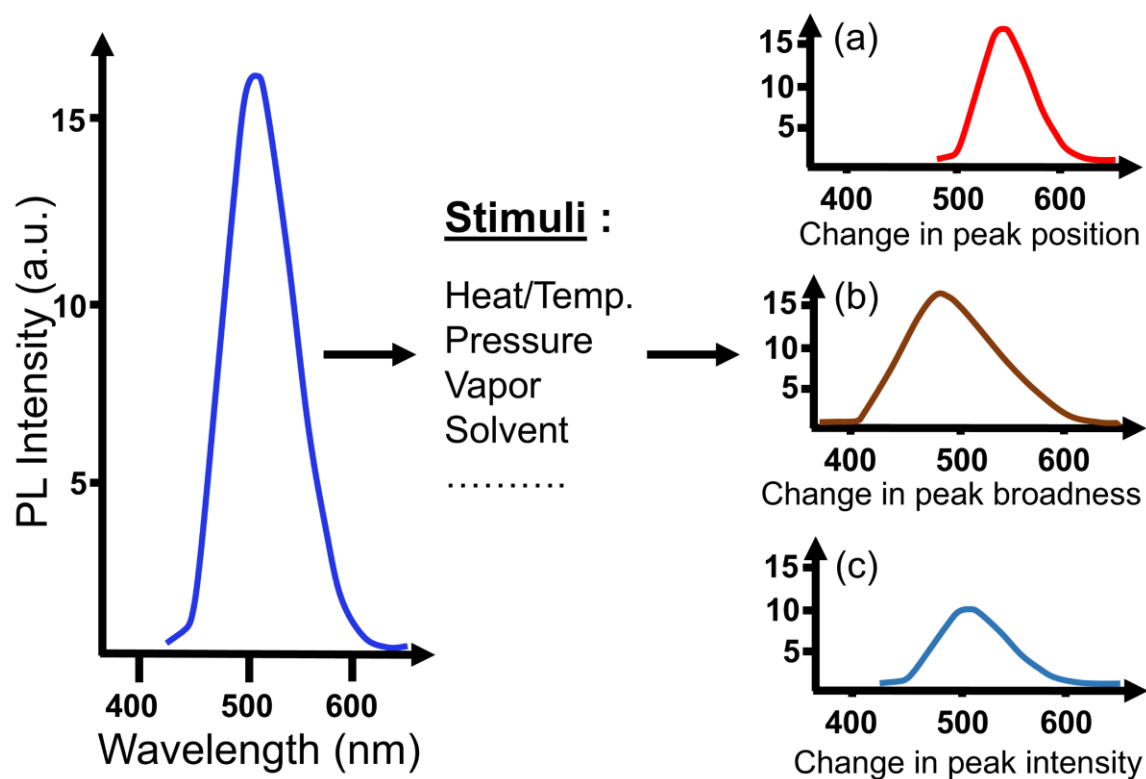 PL Intensity (a.u.)
15
10
5
400 500 600
Wavelength (nm)
Stimuli :
Heat/Temp.
Pressure
Vapor
Solvent
..........
(a)
15
10
5
400 500 600
Change in peak position
(b)
15
10
5
400 500 600
Change in peak broadness
(c)
15
10
5
400 500 600
Change in peak intensity